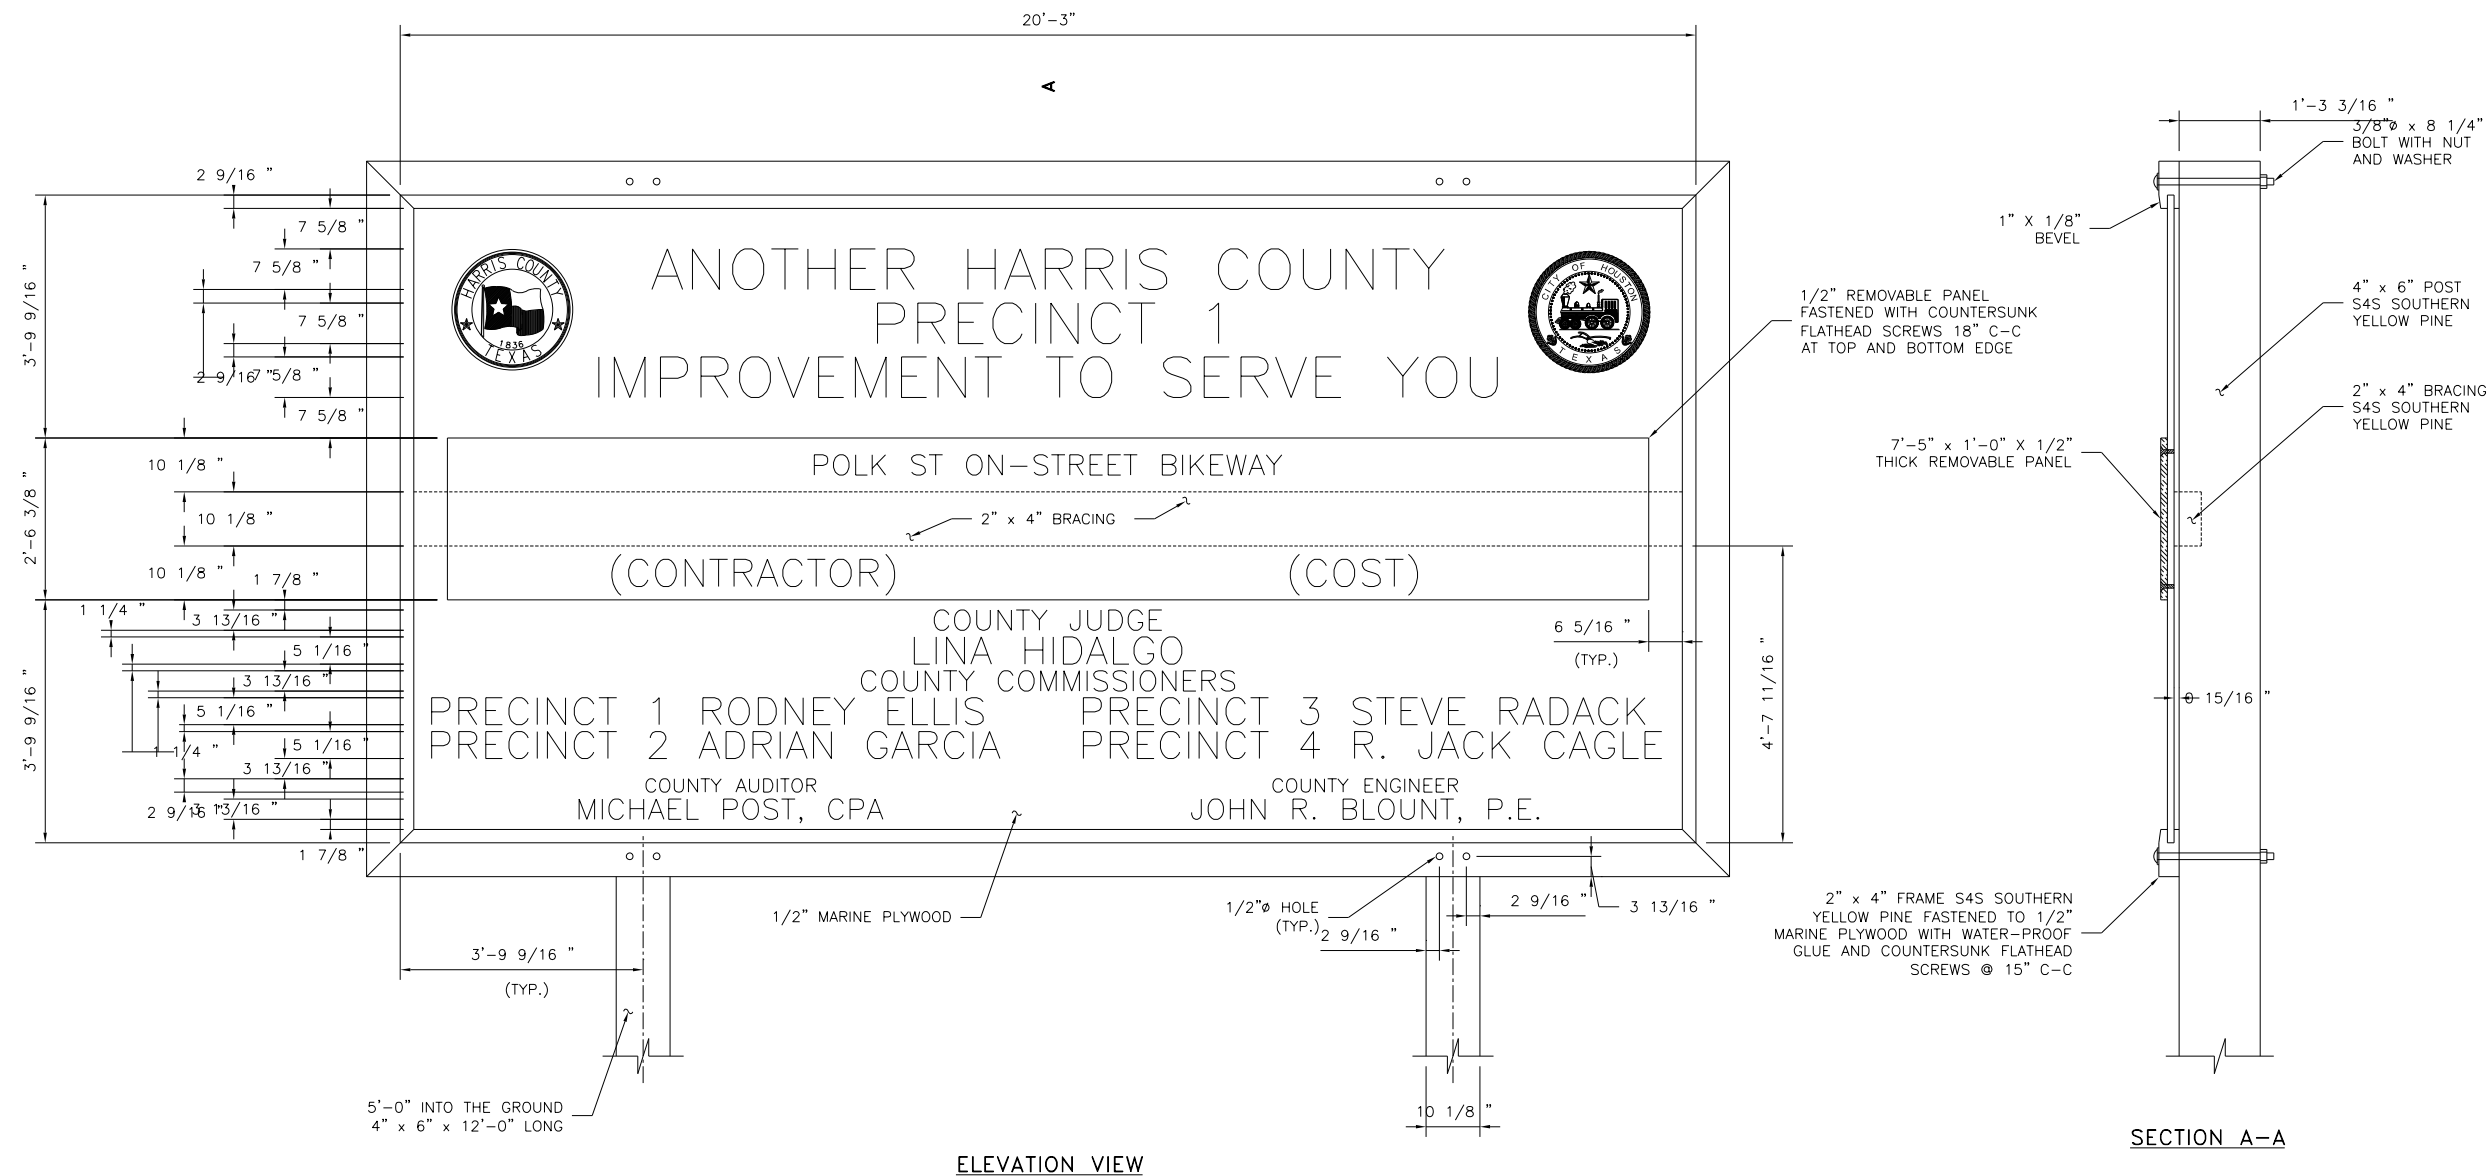 20'-3"
A
2 9/16 "
7 5/8 "
7 5/8 "
7 5/8 "
2 9/16 "
7 5/8 "
7 5/8 "
3'-9 9/16 "
10 1/8 "
10 1/8 "
10 1/8 "
2'-6 3/8 "
1 7/8 "
1 1/4 "
3 13/16 "
5 1/16 "
3 13/16 "
5 1/16 "
1 1/4 "
5 1/16 "
3 13/16 "
2 9/16 "
3 13/16 "
1 7/8 "
3'-9 9/16 "
HARRIS COUNTY
1836
TEXAS
ANOTHER HARRIS COUNTY
PRECINCT 1
IMPROVEMENT TO SERVE YOU
CITY OF HOUSTON
TEXAS
POLK ST ON-STREET BIKEWAY
2" x 4" BRACING
(CONTRACTOR) (COST)
COUNTY JUDGE
LINA HIDALGO
COUNTY COMMISSIONERS
PRECINCT 1 RODNEY ELLIS PRECINCT 3 STEVE RADACK
PRECINCT 2 ADRIAN GARCIA PRECINCT 4 R. JACK CAGLE
COUNTY AUDITOR COUNTY ENGINEER
MICHAEL POST, CPA JOHN R. BLOUNT, P.E.
6 5/16 "
(TYP.)
4'-7 11/16 "
1/2" REMOVABLE PANEL
FASTENED WITH COUNTERSUNK
FLATHEAD SCREWS 18" C-C
AT TOP AND BOTTOM EDGE
1/2" MARINE PLYWOOD
1/2"ø HOLE
(TYP.)
2 9/16 "
2 9/16 "
3 13/16 "
3'-9 9/16 "
(TYP.)
5'-0" INTO THE GROUND
4" x 6" x 12'-0" LONG
10 1/8 "
ELEVATION VIEW
1'-3 3/16 "
3/8"ø x 8 1/4"
BOLT WITH NUT
AND WASHER
1" X 1/8"
BEVEL
4" x 6" POST
S4S SOUTHERN
YELLOW PINE
2" x 4" BRACING
S4S SOUTHERN
YELLOW PINE
7'-5" x 1'-0" X 1/2"
THICK REMOVABLE PANEL
0 15/16 "
2" x 4" FRAME S4S SOUTHERN
YELLOW PINE FASTENED TO 1/2"
MARINE PLYWOOD WITH WATER-PROOF
GLUE AND COUNTERSUNK FLATHEAD
SCREWS @ 15" C-C
SECTION A-A